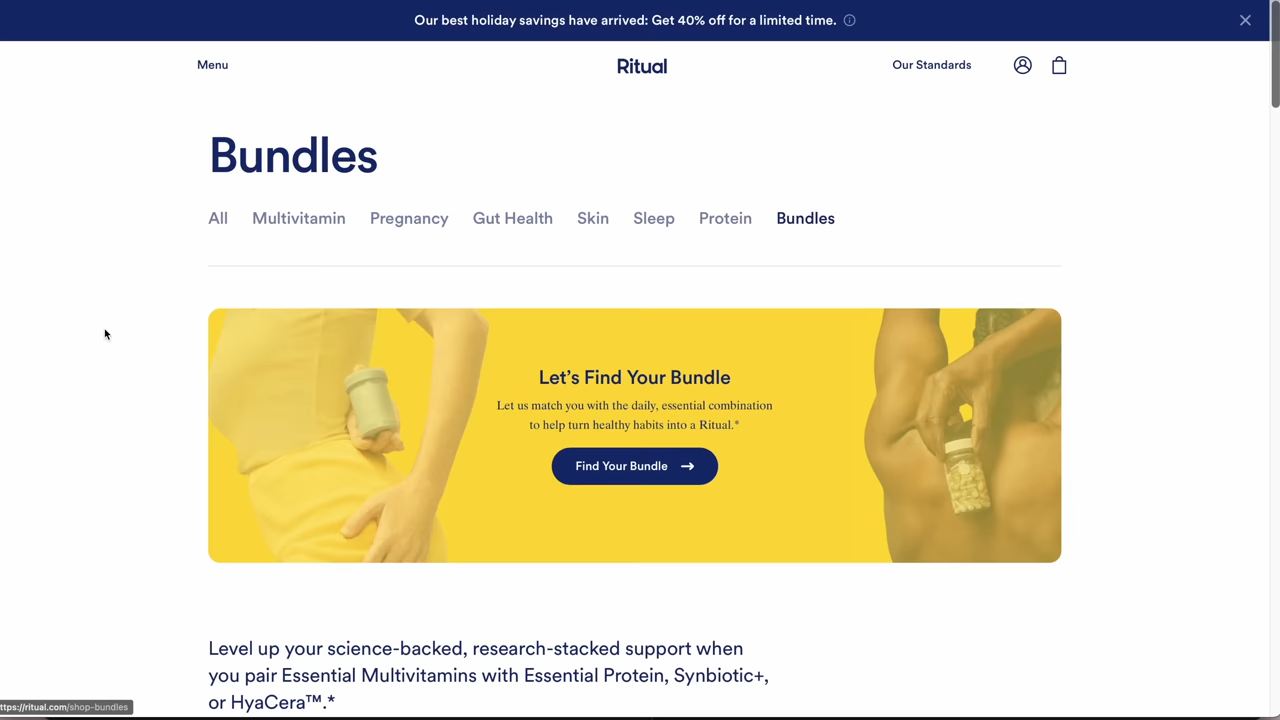 Our best holiday savings have arrived: Get 40% off for a limited time.
Menu
Ritual
Our Standards
Bundles
All Multivitamin Pregnancy Gut Health Skin Sleep Protein Bundles
Let's Find Your Bundle
Let us match you with the daily, essential combination
to help turn healthy habits into a Ritual.*
Find Your Bundle →
Level up your science-backed, research-stacked support when
you pair Essential Multivitamins with Essential Protein, Synbiotic+,
or HyaCera™.*
ttps://ritual.com/shop-bundles